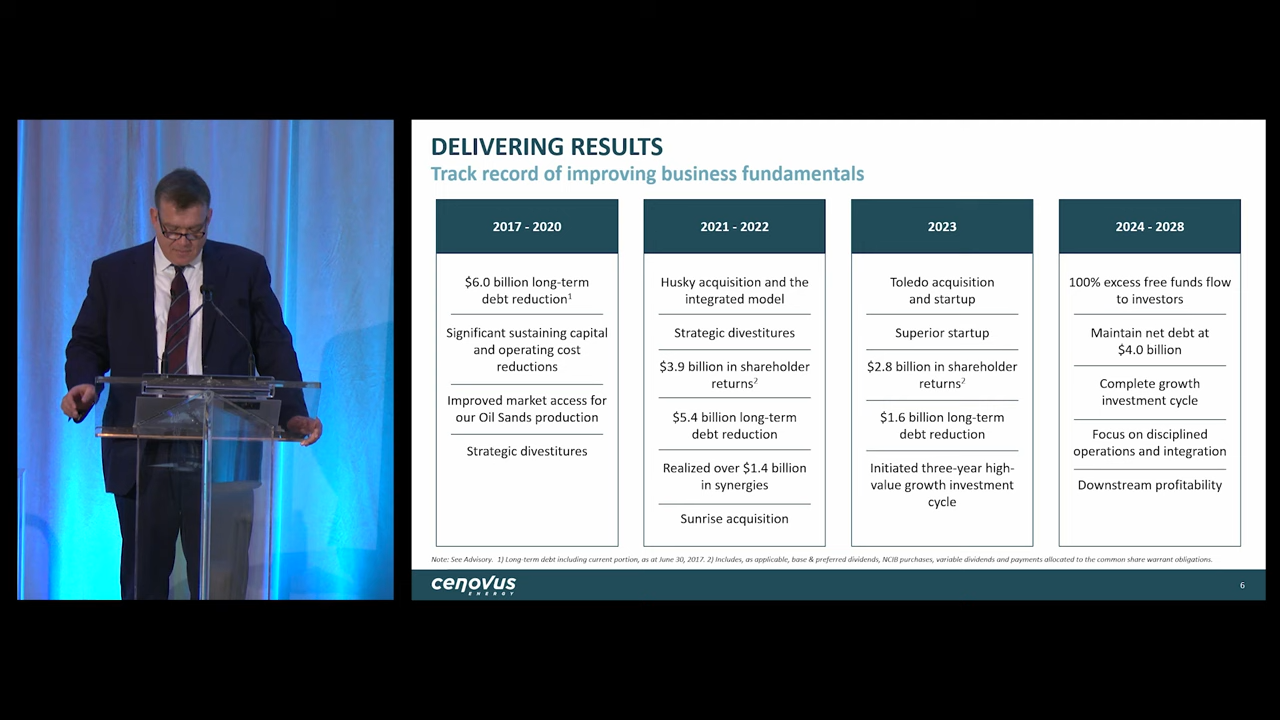 DELIVERING RESULTS
Track record of improving business fundamentals
2017 - 2020
$6.0 billion long-term
debt reduction1
Significant sustaining capital
and operating cost
reductions
Improved market access for
our Oil Sands production
Strategic divestitures
2021 - 2022
Husky acquisition and the
integrated model
Strategic divestitures
$3.9 billion in shareholder
returns2
$5.4 billion long-term
debt reduction
Realized over $1.4 billion
in synergies
Sunrise acquisition
2023
Toledo acquisition
and startup
Superior startup
$2.8 billion in shareholder
returns2
$1.6 billion long-term
debt reduction
Initiated three-year high-
value growth investment
cycle
2024 - 2028
100% excess free funds flow
to investors
Maintain net debt at
$4.0 billion
Complete growth
investment cycle
Focus on disciplined
operations and integration
Downstream profitability
Note: See Advisory. 1) Long-term debt including current portion, as at June 30, 2017. 2) Includes, as applicable, base & preferred dividends, NCIB purchases, variable dividends and payments allocated to the common share warrant obligations.
cenovus
ENERGY
6